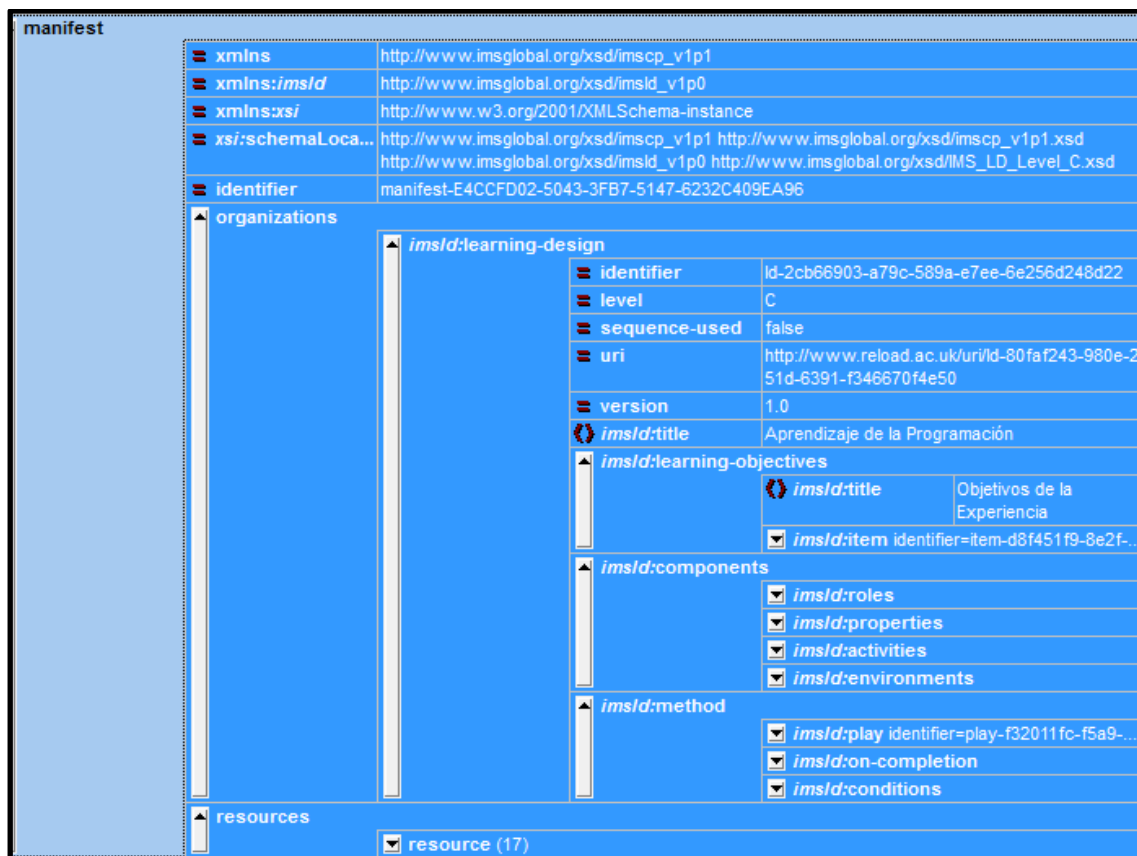 manifest
xmlns http://www.imsglobal.org/xsd/imscp_v1p1
xmlns:imsld http://www.imsglobal.org/xsd/imsld_v1p0
xmlns:xsi http://www.w3.org/2001/XMLSchema-instance
xsi:schemaLoca... http://www.imsglobal.org/xsd/imscp_v1p1 http://www.imsglobal.org/xsd/imscp_v1p1.xsd
http://www.imsglobal.org/xsd/imsld_v1p0 http://www.imsglobal.org/xsd/IMS_LD_Level_C.xsd
identifier manifest-E4CCFD02-5043-3FB7-5147-6232C409EA96
organizations
imsld:learning-design
identifier ld-2cb66903-a79c-589a-e7ee-6e256d248d22
level C
sequence-used false
uri http://www.reload.ac.uk/uri/ld-80faf243-980e-2
51d-6391-f346670f4e50
version 1.0
imsld:title Aprendizaje de la Programación
imsld:learning-objectives
imsld:title Objetivos de la
Experiencia
imsld:item identifier=item-d8f451f9-8e2f-...
imsld:components
imsld:roles
imsld:properties
imsld:activities
imsld:environments
imsld:method
imsld:play identifier=play-f32011fc-f5a9-...
imsld:on-completion
imsld:conditions
resources
resource (17)